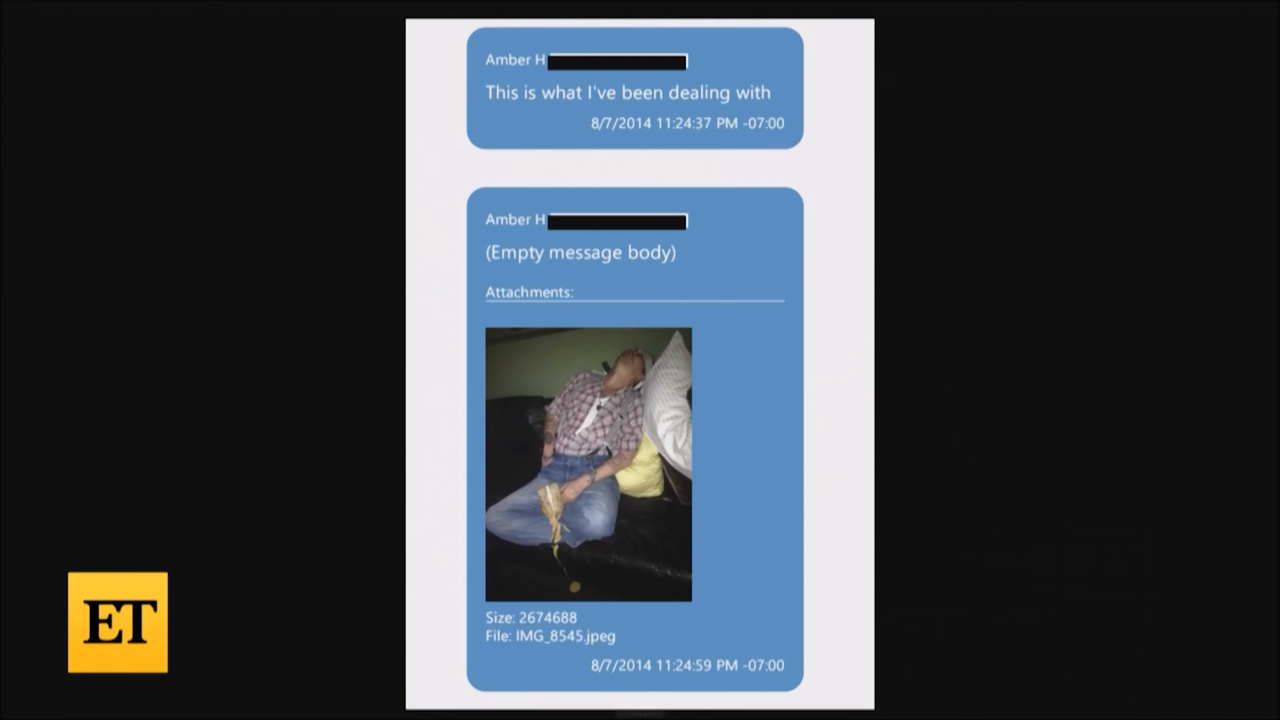 Amber H
This is what I've been dealing with
8/7/2014 11:24:37 PM -07:00
Amber H
(Empty message body)
Attachments:
Size: 2674688
File: IMG_8545.jpeg
8/7/2014 11:24:59 PM -07:00
ET